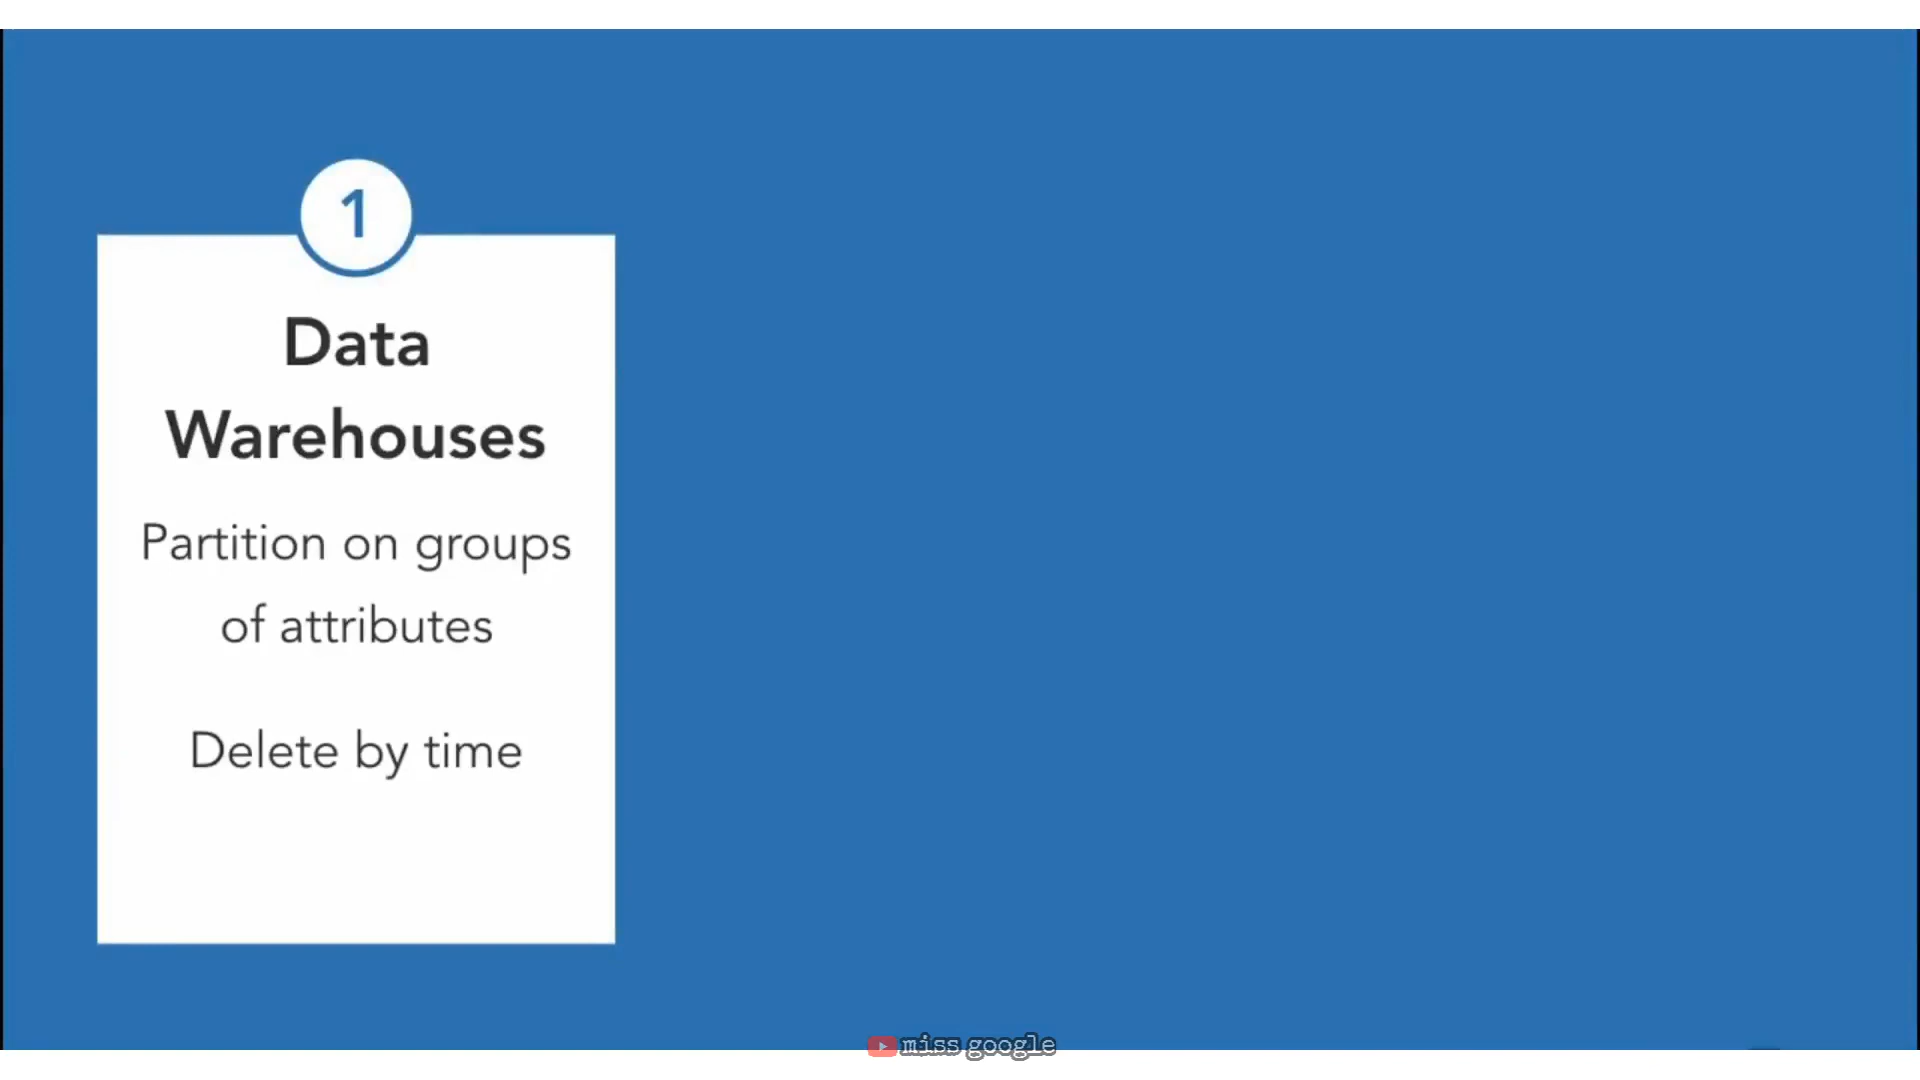 1
Data
Warehouses
Partition on groups
of attributes
Delete by time
miss google